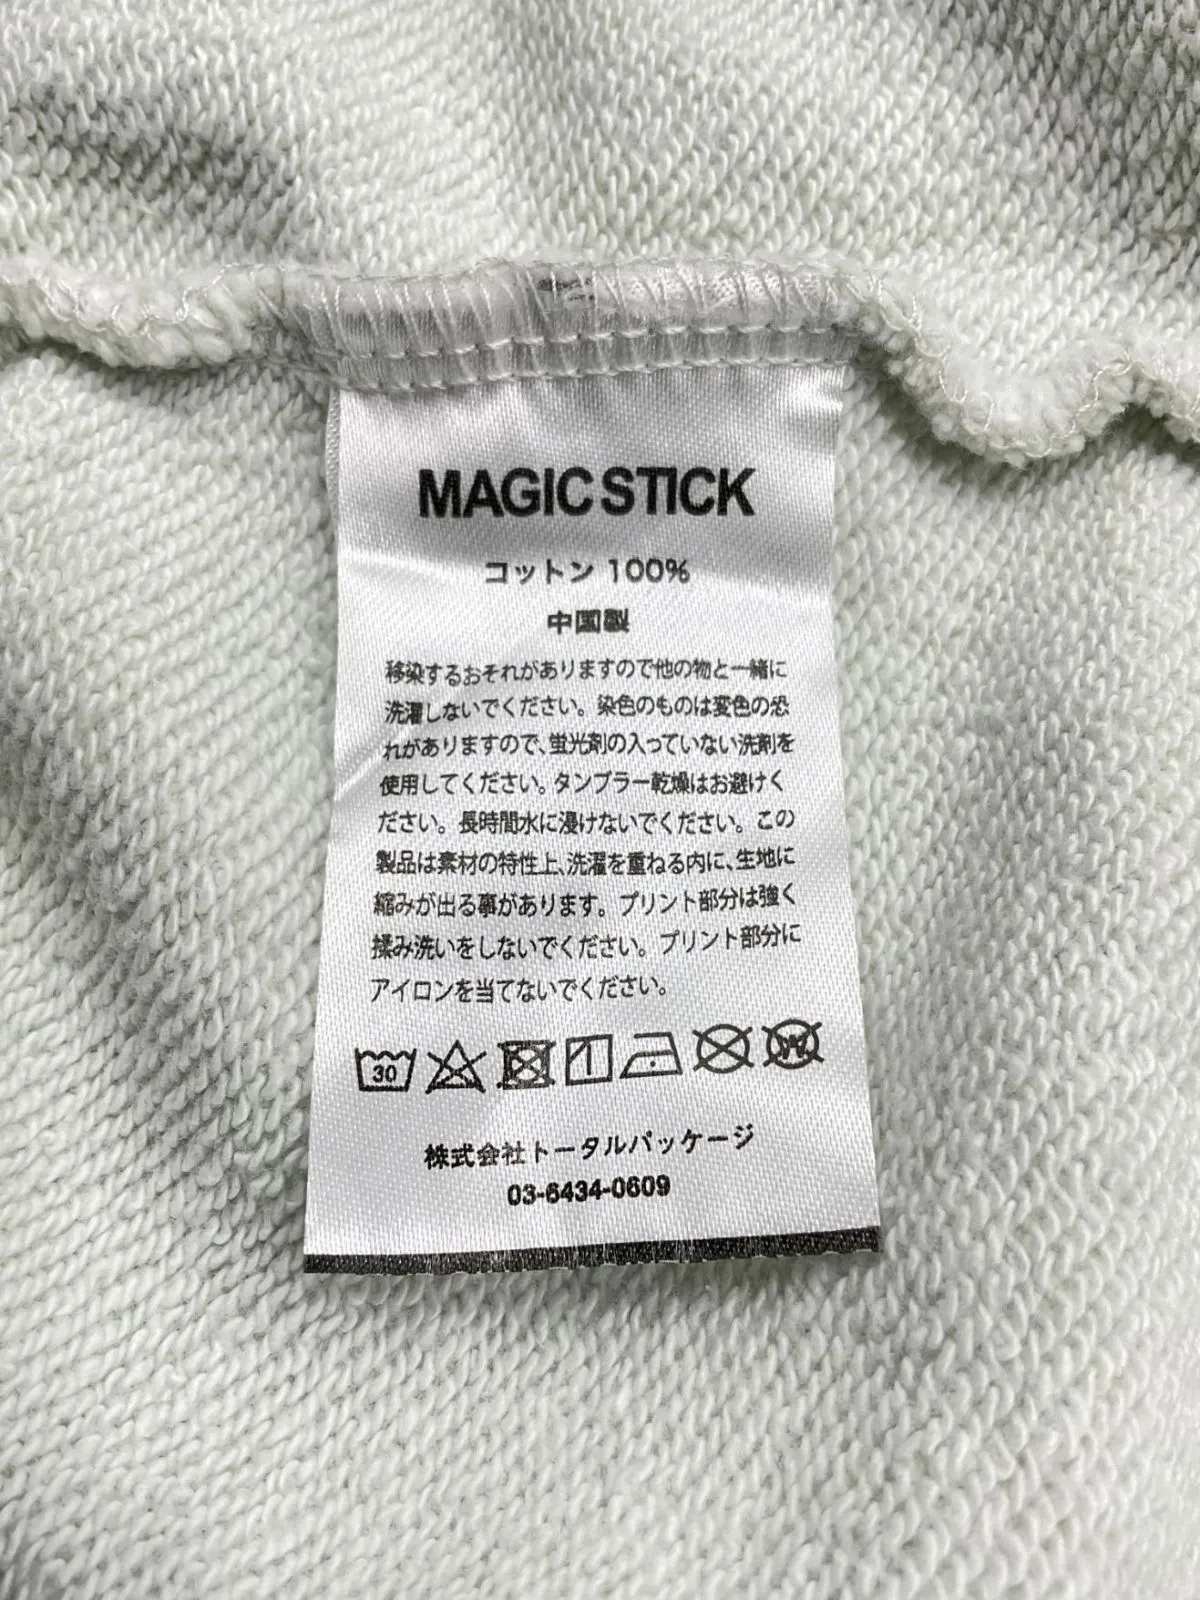 MAGIC STICK
コットン 100%
中国製
移染するおそれがありますので他の物と一緒に
洗濯しないでください。染色のものは変色の恐
れがありますので、蛍光剤の入っていない洗剤を
使用してください。タンブラー乾燥はお避けく
ださい。長時間水に浸けないでください。この
製品は素材の特性上、洗濯を重ねる内に、生地に
縮みが出る事があります。プリント部分は強く
揉み洗いをしないでください。プリント部分に
アイロンを当てないでください。
30
W
株式会社トータルパッケージ
03-6434-0609